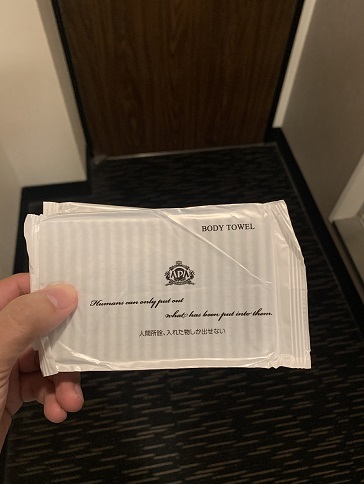 BODY TOWEL
APA
Humans can only put out
what has been put into them.
人間所詮、入れた物しか出せない